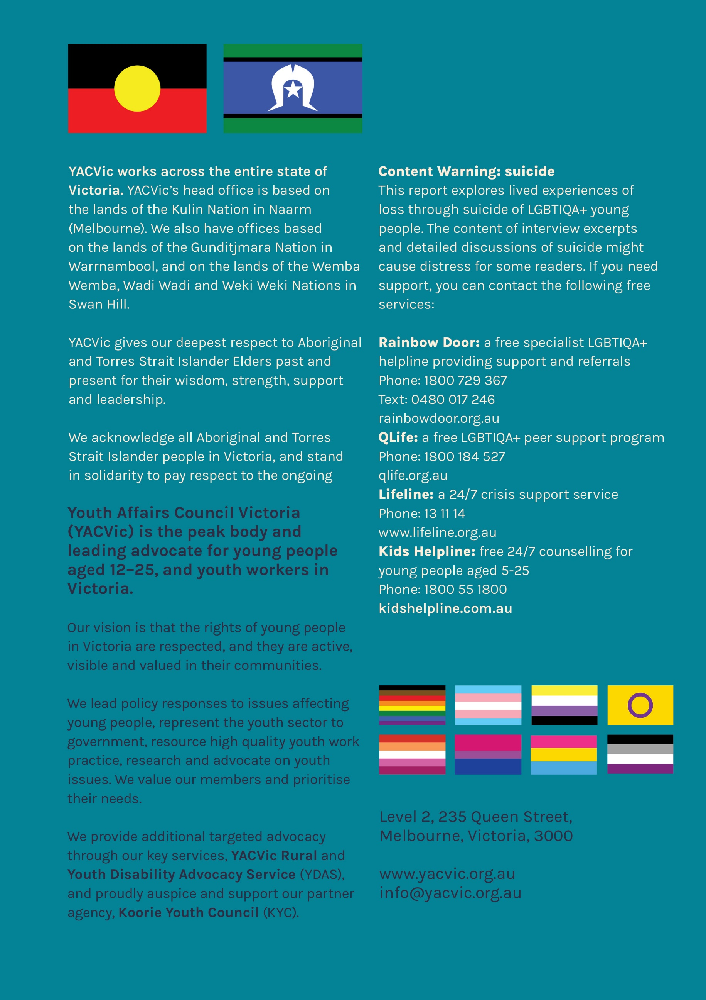 YACVic works across the entire state of
Victoria. YACVic’s head office is based on
the lands of the Kulin Nation in Naarm
(Melbourne). We also have offices based
on the lands of the Gunditjmara Nation in
Warrnambool, and on the lands of the Wemba
Wemba, Wadi Wadi and Weki Weki Nations in
Swan Hill.
YACVic gives our deepest respect to Aboriginal
and Torres Strait Islander Elders past and
present for their wisdom, strength, support
and leadership.
We acknowledge all Aboriginal and Torres
Strait Islander people in Victoria, and stand
in solidarity to pay respect to the ongoing
Youth Affairs Council Victoria
(YACVic) is the peak body and
leading advocate for young people
aged 12–25, and youth workers in
Victoria.
Our vision is that the rights of young people
in Victoria are respected, and they are active,
visible and valued in their communities.
We lead policy responses to issues affecting
young people, represent the youth sector to
government, resource high quality youth work
practice, research and advocate on youth
issues. We value our members and prioritise
their needs.
We provide additional targeted advocacy
through our key services, YACVic Rural and
Youth Disability Advocacy Service (YDAS),
and proudly auspice and support our partner
agency, Koorie Youth Council (KYC).
Content Warning: suicide
This report explores lived experiences of
loss through suicide of LGBTIQA+ young
people. The content of interview excerpts
and detailed discussions of suicide might
cause distress for some readers. If you need
support, you can contact the following free
services:
Rainbow Door: a free specialist LGBTIQA+
helpline providing support and referrals
Phone: 1800 729 367
Text: 0480 017 246
rainbowdoor.org.au
QLife: a free LGBTIQA+ peer support program
Phone: 1800 184 527
qlife.org.au
Lifeline: a 24/7 crisis support service
Phone: 13 11 14
www.lifeline.org.au
Kids Helpline: free 24/7 counselling for
young people aged 5-25
Phone: 1800 55 1800
kidshelpline.com.au
Level 2, 235 Queen Street,
Melbourne, Victoria, 3000
www.yacvic.org.au
info@yacvic.org.au